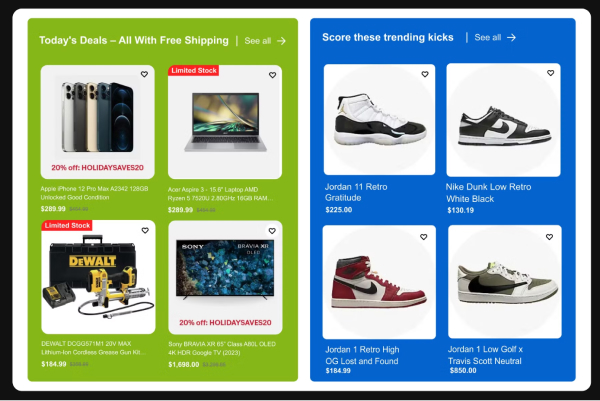 Today's Deals – All With Free Shipping | See all →
Limited Stock
20% off: HOLIDAYSAVES20
Apple iPhone 12 Pro Max A2342 128GB
Unlocked Good Condition
$289.99
Acer Aspire 3 - 15.6" Laptop AMD
Ryzen 5 7520U 2.80GHz 16GB RAM...
$289.99
Limited Stock
DEWALT
DEWALT DCGG571M1 20V MAX
Lithium-Ion Cordless Grease Gun Kit...
$184.99
SONY
BRAVIA XR
OLED
20% off: HOLIDAYSAVES20
Sony BRAVIA XR 65" Class A80L OLED
4K HDR Google TV (2023)
$1,698.00
Score these trending kicks | See all →
Jordan 11 Retro
Gratitude
$225.00
Nike Dunk Low Retro
White Black
$130.19
Jordan 1 Retro High
OG Lost and Found
$184.99
Jordan 1 Low Golf x
Travis Scott Neutral
$850.00